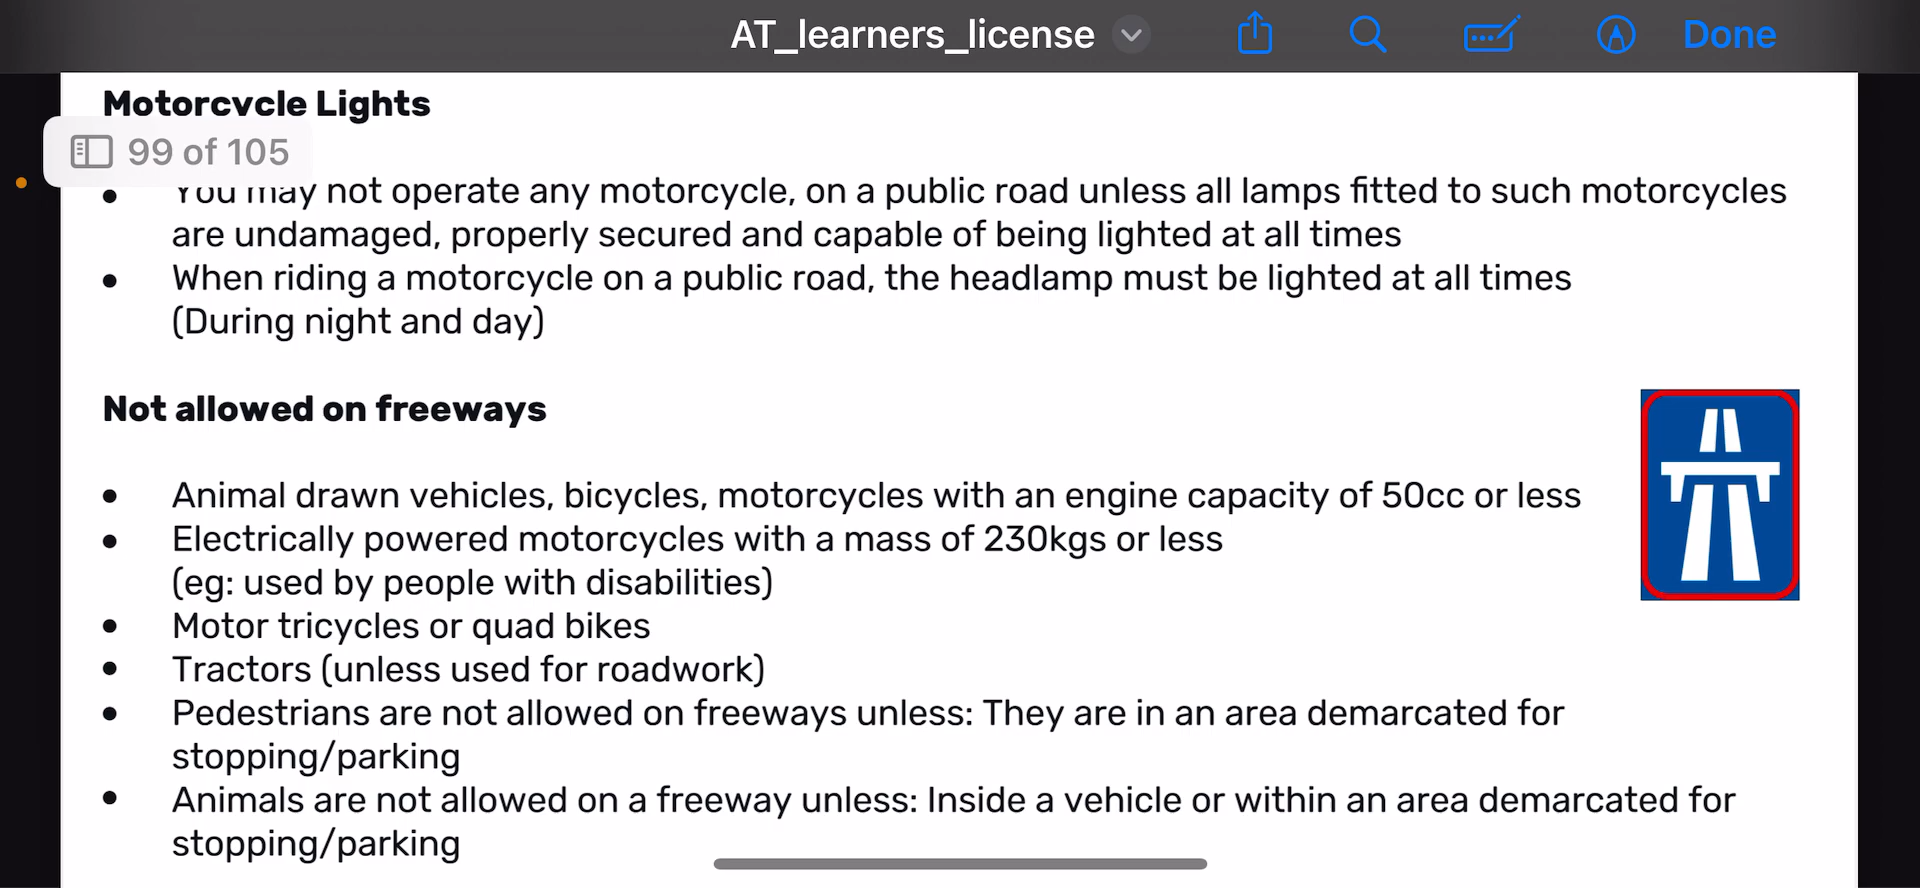 AT_learners_license
Done
Motorcycle Lights
99 of 105
You may not operate any motorcycle, on a public road unless all lamps fitted to such motorcycles
are undamaged, properly secured and capable of being lighted at all times
When riding a motorcycle on a public road, the headlamp must be lighted at all times
(During night and day)
Not allowed on freeways
Animal drawn vehicles, bicycles, motorcycles with an engine capacity of 50cc or less
Electrically powered motorcycles with a mass of 230kgs or less
(eg: used by people with disabilities)
Motor tricycles or quad bikes
Tractors (unless used for roadwork)
Pedestrians are not allowed on freeways unless: They are in an area demarcated for
stopping/parking
Animals are not allowed on a freeway unless: Inside a vehicle or within an area demarcated for
stopping/parking